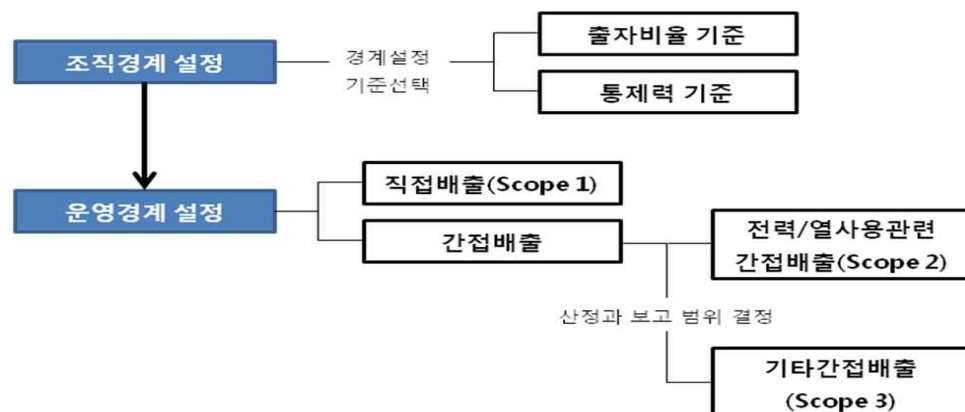 출자비율 기준
조직경계 설정
경계설정
기준선택
통제력 기준
직접배출(Scope 1)
운영경계 설정
간접배출
전력/열사용관련
간접배출(Scope 2)
산정과 보고 범위 결정
기타간접배출
(Scope 3)